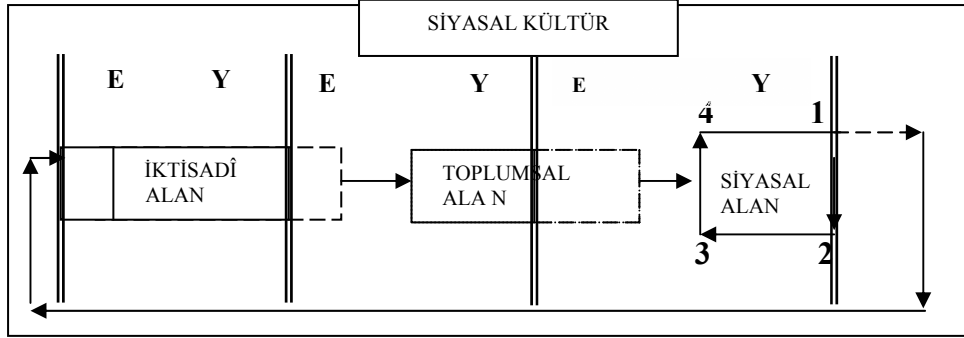 SİYASAL KÜLTÜR
E Y E Y E Y
4 1
İKTİSADÎ
ALAN
TOPLUMSAL
ALA N
SİYASAL
ALAN
3 2